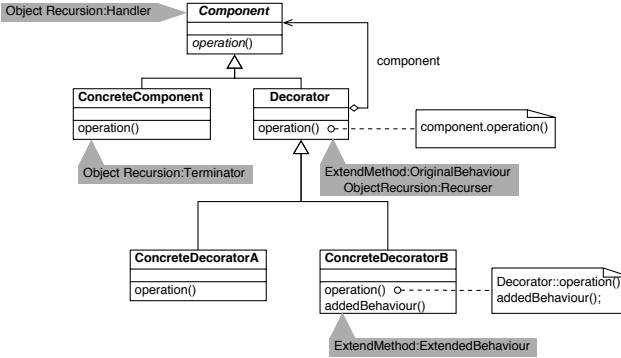 Object Recursion:Handler
Component
operation()
component
ConcreteComponent
operation()
Decorator
operation()
component.operation()
Object Recursion:Terminator
ExtendMethod:OriginalBehaviour
ObjectRecursion:Recurser
ConcreteDecoratorA
operation()
ConcreteDecoratorB
operation()
addedBehaviour()
Decorator::operation()
addedBehaviour();
ExtendMethod:ExtendedBehaviour